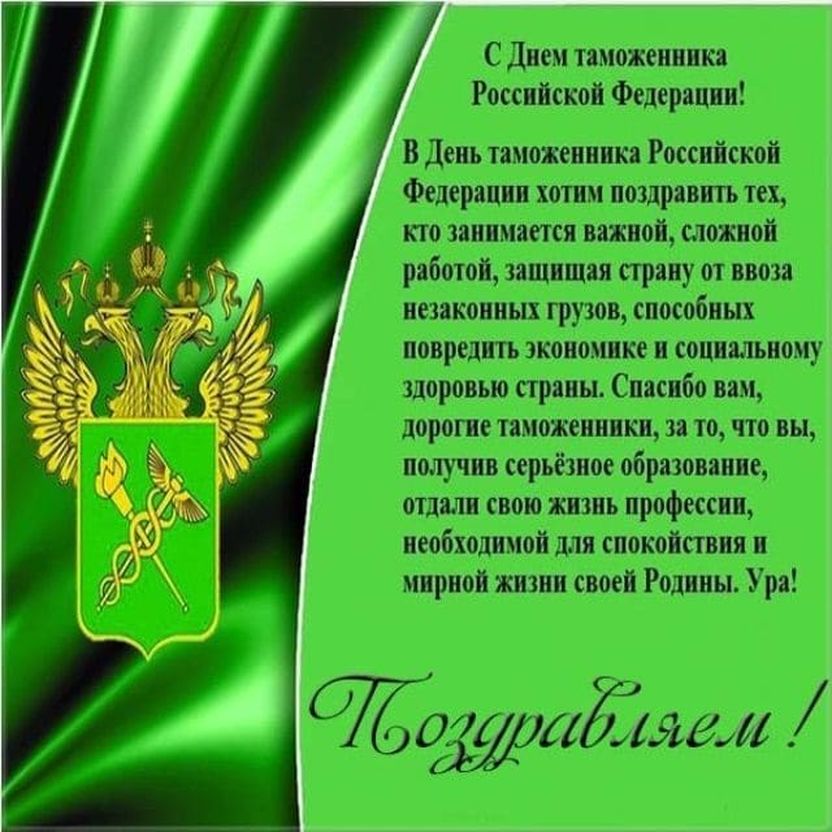 С Днем таможенника
Российской Федерации!
В День таможенника Российской
Федерации хотим поздравить тех,
кто занимается важной, сложной
работой, защищая страну от ввоза
незаконных грузов, способных
повредить экономике и социальному
здоровью страны. Спасибо вам,
дорогие таможенники, за то, что вы,
получив серьёзное образование,
отдали свою жизнь профессии,
необходимой для спокойствия и
мирной жизни своей Родины. Ура!
Поздравляем !